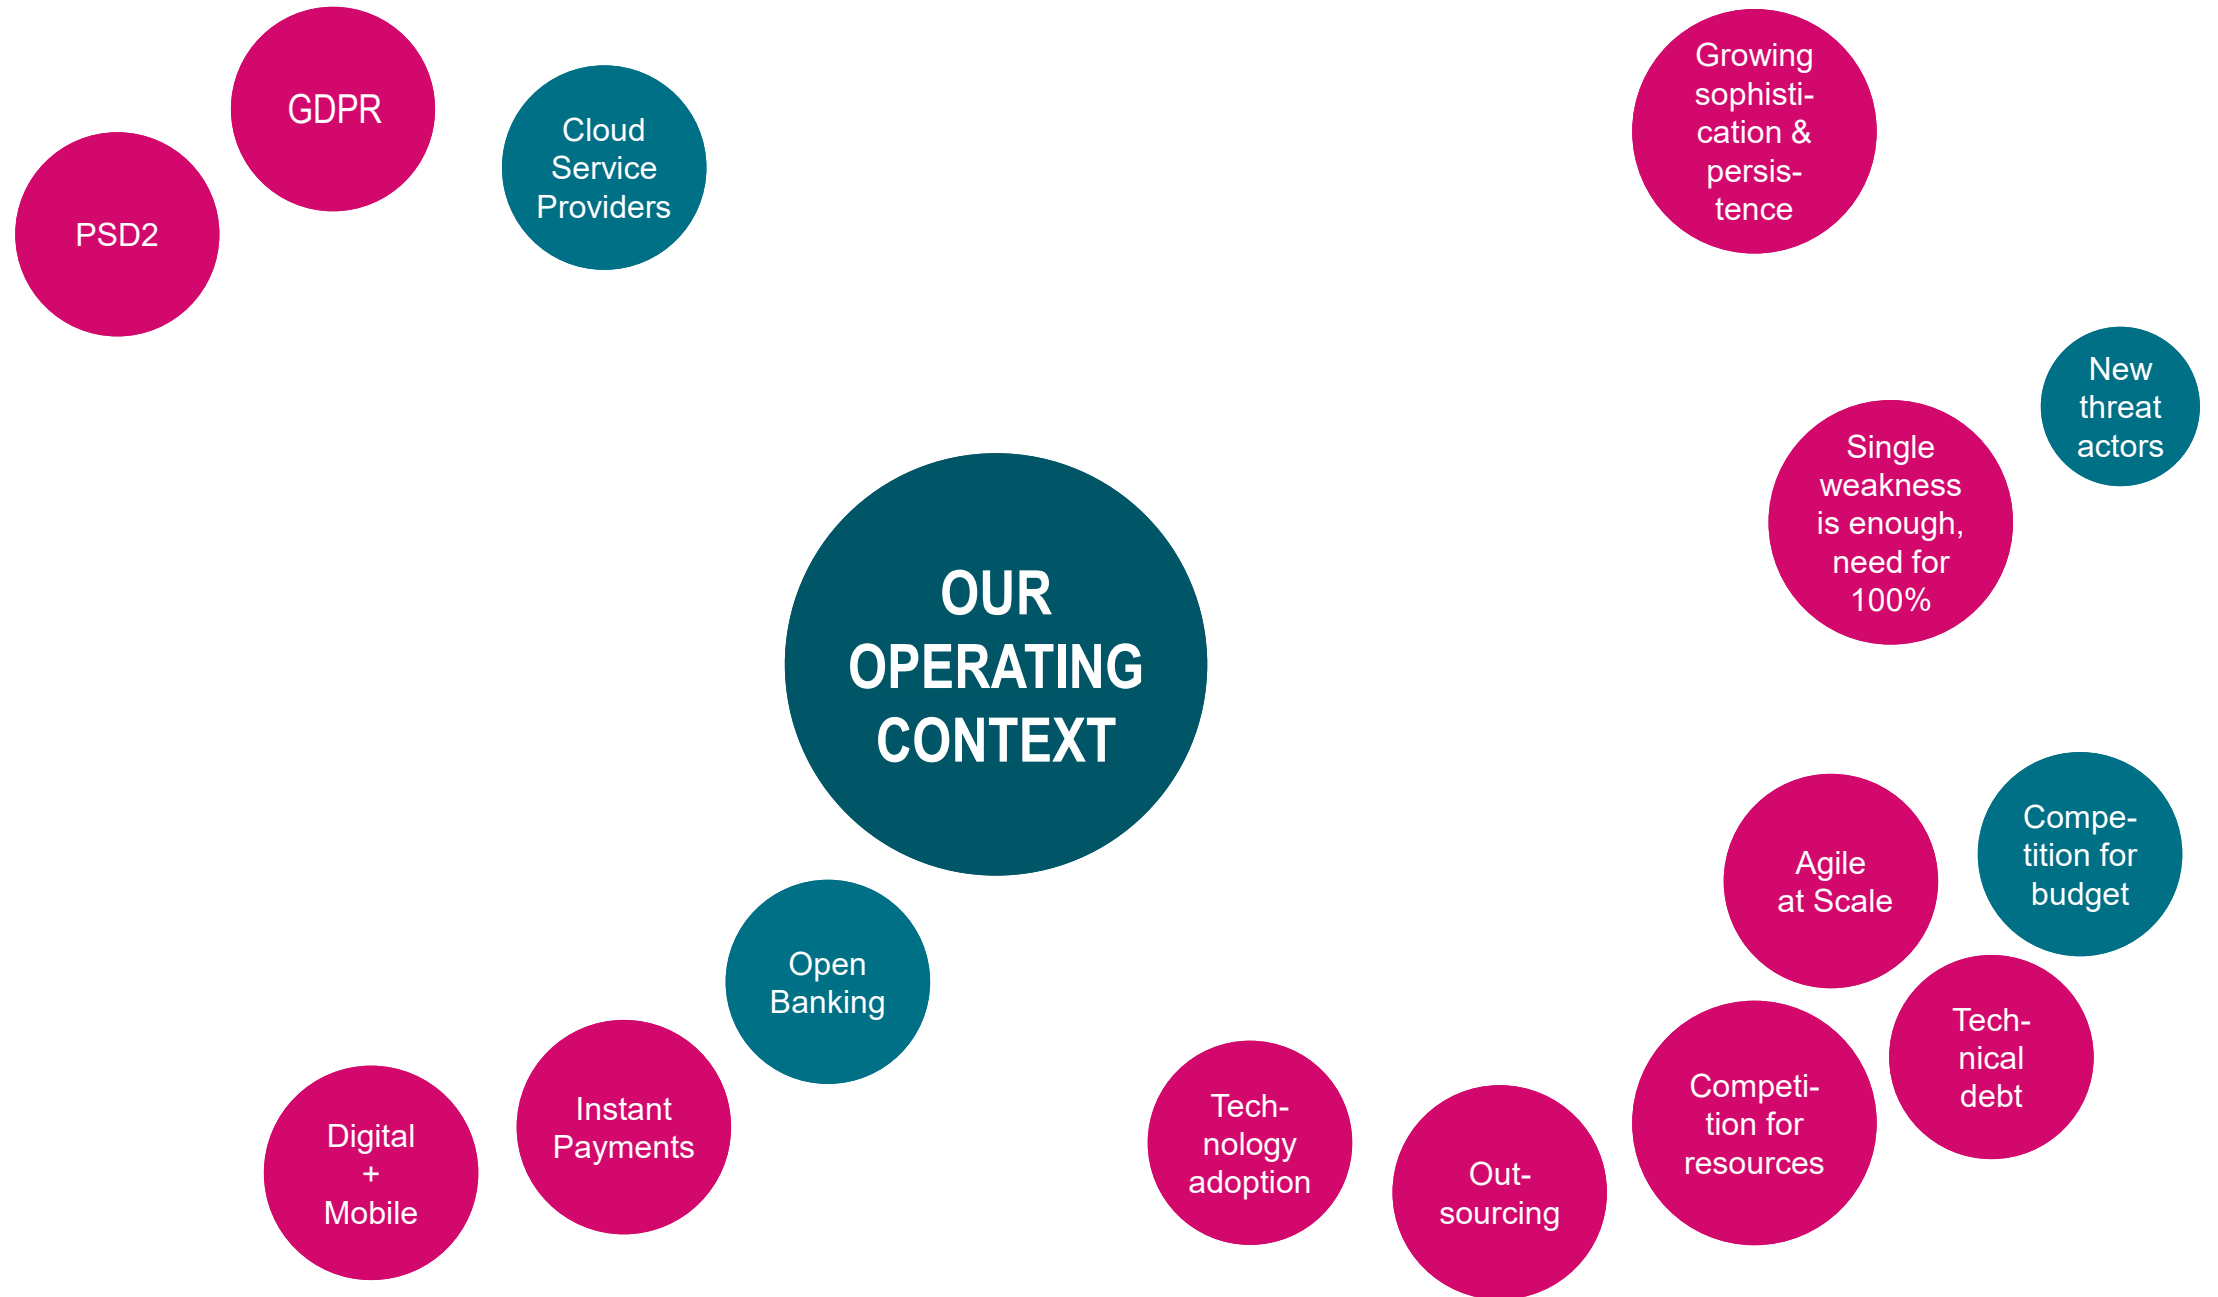 GDPR
PSD2
Cloud
Service
Providers
Growing
sophisti-
cation &
persis-
tence
New
threat
actors
Single
weakness
is enough,
need for
100%
OUR
OPERATING
CONTEXT
Compe-
tition for
budget
Agile
at Scale
Open
Banking
Tech-
nical
debt
Instant
Payments
Digital
+
Mobile
Tech-
nology
adoption
Out-
sourcing
Competi-
tion for
resources